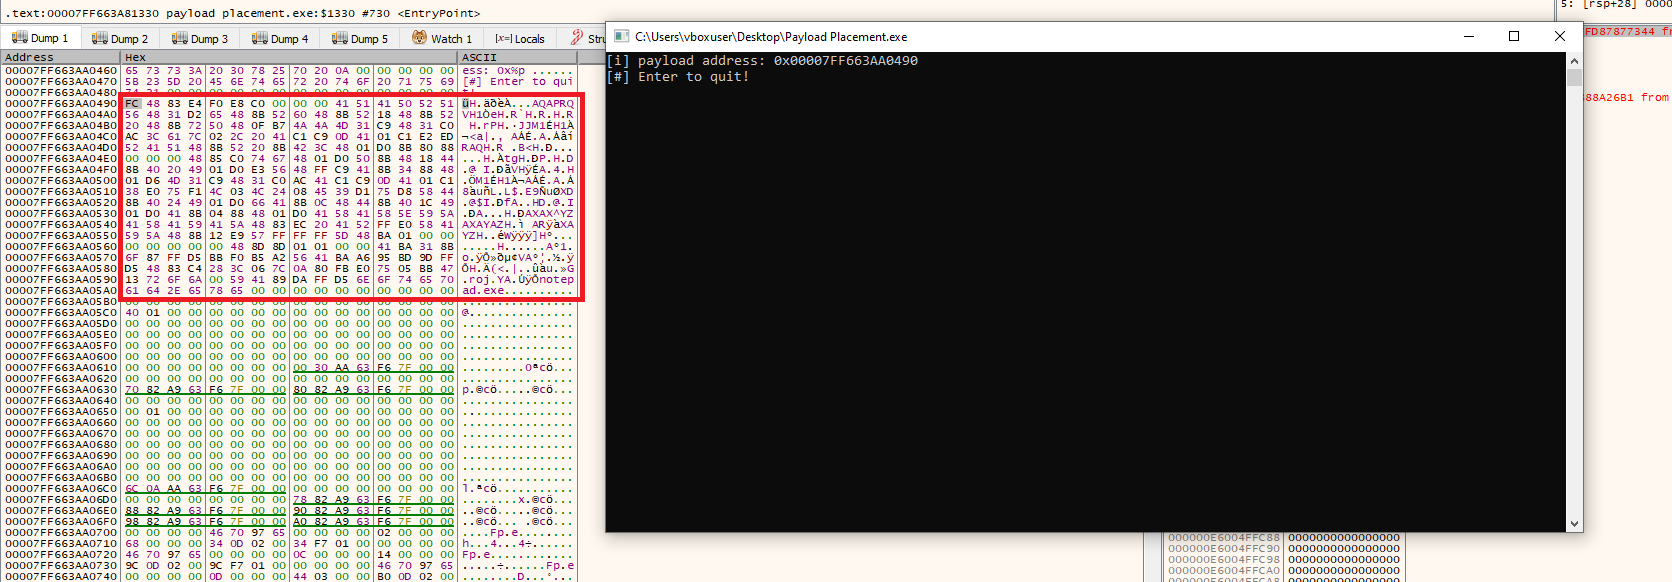 .text:00007FF663A81330 payload placement.exe:$1330 #730 <EntryPoint>
5: [rsp+28] 0000
Dump 1 Dump 2 Dump 3 Dump 4 Dump 5 Watch 1 [x=] Locals Stru
Address Hex ASCII
00007FF663AA0460 65 73 73 3A 20 30 78 25 70 20 0A 00 00 00 00 00 ess: 0x%p ......
00007FF663AA0470 5B 23 5D 20 45 6E 74 65 72 20 74 6F 20 71 75 69 [#] Enter to qui
00007FF663AA0480
00007FF663AA0490 FC 48 83 E4 F0 E8 C0 00 00 00 41 51 41 50 52 51 üH.äðèÀ...AQAPRQ
00007FF663AA04A0 56 48 31 D2 65 48 8B 52 60 48 8B 52 18 48 8B 52 VH1ÒeH.R`H.R.H.R
00007FF663AA04B0 20 48 8B 72 50 48 0F B7 4A 4A 4D 31 C9 48 31 C0 H.rPH.·JJM1ÉH1À
00007FF663AA04C0 AC 3C 61 7C 02 2C 20 41 C1 C9 0D 41 01 C1 E2 ED ¬<a|., AÁÉ.A.Áâí
00007FF663AA04D0 52 41 51 48 8B 52 20 8B 42 3C 48 01 D0 8B 80 88 RAQH.R .B<H.Ð...
00007FF663AA04E0 00 00 00 48 85 C0 74 67 48 01 D0 50 8B 48 18 44 ...H.ÀtgH.ÐP.H.D
00007FF663AA04F0 8B 40 20 49 01 D0 E3 56 48 FF C9 41 8B 34 88 48 .@ I.ÐãVHÿÉA.4.H
00007FF663AA0500 01 D6 4D 31 C9 48 31 C0 AC 41 C1 C9 0D 41 01 C1 .ÖM1ÉH1À¬AÁÉ.A.Á
00007FF663AA0510 38 E0 75 F1 4C 03 4C 24 08 45 39 D1 75 D8 58 44 8àuñL.L$.E9ÑuØXD
00007FF663AA0520 8B 40 24 49 01 D0 66 41 8B 0C 48 44 8B 40 1C 49 .@$I.ÐfA..HD.@.I
00007FF663AA0530 01 D0 41 8B 04 88 48 01 D0 41 58 41 58 5E 59 5A .ÐA...H.ÐAXAX^YZ
00007FF663AA0540 41 58 41 59 41 5A 48 83 EC 20 41 52 FF E0 58 41 AXAYAZH.ì ARÿàXA
00007FF663AA0550 59 5A 48 8B 12 E9 57 FF FF FF 5D 48 BA 01 00 00 YZH..éWÿÿÿ]Hº...
00007FF663AA0560 00 00 00 00 00 48 8D 8D 01 01 00 00 41 BA 31 8B .....H......Aº1.
00007FF663AA0570 6F 87 FF D5 BB F0 B5 A2 56 41 BA A6 95 BD 9D FF o.ÿÕ»ðµ¢VAº¦.½.ÿ
00007FF663AA0580 D5 48 83 C4 28 3C 06 7C 0A 80 FB E0 75 05 BB 47 ÕH.Ä(<.|..ûàu.»G
00007FF663AA0590 13 72 6F 6A 00 59 41 89 DA FF D5 6E 6F 74 65 70 .roj.YA.ÚÿÕnotep
00007FF663AA05A0 61 64 2E 65 78 65 00 00 00 00 00 00 00 00 00 00 ad.exe..........
00007FF663AA05B0 00 00 00 00 00 00 00 00 00 00 00 00 00 00 00 00 ................
00007FF663AA05C0 40 01 00 00 00 00 00 00 00 00 00 00 00 00 00 00 @...............
00007FF663AA05D0 00 00 00 00 00 00 00 00 00 00 00 00 00 00 00 00 ................
00007FF663AA05E0 00 00 00 00 00 00 00 00 00 00 00 00 00 00 00 00 ................
00007FF663AA05F0 00 00 00 00 00 00 00 00 00 00 00 00 00 00 00 00 ................
00007FF663AA0600 00 00 00 00 00 00 00 00 00 00 00 00 00 00 00 00 ................
00007FF663AA0610 00 00 00 00 00 00 00 00 00 30 AA 63 F6 7F 00 00 .........0ªcö...
00007FF663AA0620 00 00 00 00 00 00 00 00 00 00 00 00 00 00 00 00 ................
00007FF663AA0630 70 82 A9 63 F6 7F 00 00 80 82 A9 63 F6 7F 00 00 p.©cö.....©cö...
00007FF663AA0640 00 00 00 00 00 00 00 00 00 00 00 00 00 00 00 00 ................
00007FF663AA0650 00 01 00 00 00 00 00 00 00 00 00 00 00 00 00 00 ................
00007FF663AA0660 00 00 00 00 00 00 00 00 00 00 00 00 00 00 00 00 ................
00007FF663AA0670 00 00 00 00 00 00 00 00 00 00 00 00 00 00 00 00 ................
00007FF663AA0680 00 00 00 00 00 00 00 00 00 00 00 00 00 00 00 00 ................
00007FF663AA0690 00 00 00 00 00 00 00 00 00 00 00 00 00 00 00 00 ................
00007FF663AA06A0 00 00 00 00 00 00 00 00 00 00 00 00 00 00 00 00 ................
00007FF663AA06B0 00 00 00 00 00 00 00 00 00 00 00 00 00 00 00 00 ................
00007FF663AA06C0 6C 0A AA 63 F6 7F 00 00 00 00 00 00 00 00 00 00 l.ªcö...........
00007FF663AA06D0 00 00 00 00 00 00 00 00 78 82 A9 63 F6 7F 00 00 ........x.©cö...
00007FF663AA06E0 88 82 A9 63 F6 7F 00 00 90 82 A9 63 F6 7F 00 00 ..©cö.....©cö...
00007FF663AA06F0 98 82 A9 63 F6 7F 00 00 A0 82 A9 63 F6 7F 00 00 ..©cö... .©cö...
00007FF663AA0700 00 00 00 00 46 70 97 65 00 00 00 00 02 00 00 00 ....Fp.e........
00007FF663AA0710 68 00 00 00 34 0D 02 00 34 F7 01 00 00 00 00 00 h...4...4÷......
00007FF663AA0720 46 70 97 65 00 00 00 00 0C 00 00 00 14 00 00 00 Fp.e............
00007FF663AA0730 9C 0D 02 00 9C F7 01 00 00 00 00 00 46 70 97 65 .....÷......Fp.e
00007FF663AA0740 00 00 00 00 0D 00 00 00 44 03 00 00 B0 0D 02 00 ........D...°...
C:\Users\vboxuser\Desktop\Payload Placement.exe
[i] payload address: 0x00007FF663AA0490
[#] Enter to quit!
FD87877344 fr
88A26B1 from
000000E6004FFC88 0000000000000000
000000E6004FFC90 0000000000000000
000000E6004FFC98 0000000000000000
000000E6004FFCA0 0000000000000000